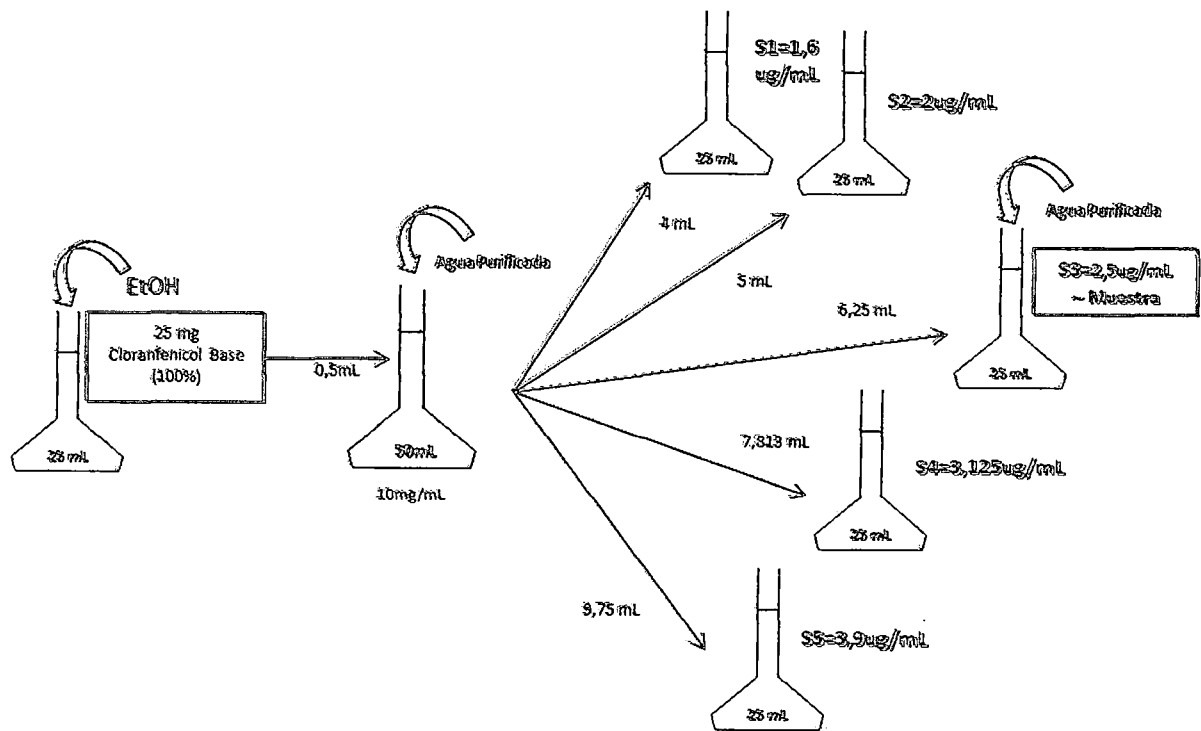 EtOH
25 mg
Cloranfenicol Base
(100%)
25 mL
0,5mL
Agua Purificada
50mL
10mg/mL
4 mL
5 mL
6,25 mL
7,813 mL
9,75 mL
S1=1,6
ug/mL
25 mL
S2=2ug/mL
25 mL
Agua Purificada
S3=2,5ug/mL
~ Muestra
25 mL
S4=3,125ug/mL
25 mL
S5=3,9ug/mL
25 mL